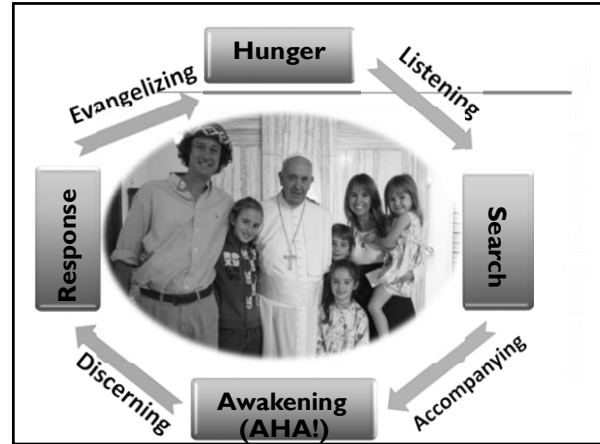 Hunger
Listening
Search
Accompanying
Awakening
(AHA!)
Discerning
Response
Evangelizing